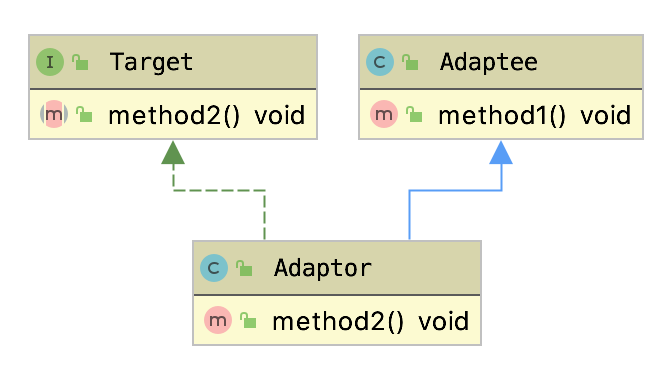 I Target
m method2() void
C Adaptee
m method1() void
C Adaptor
m method2() void